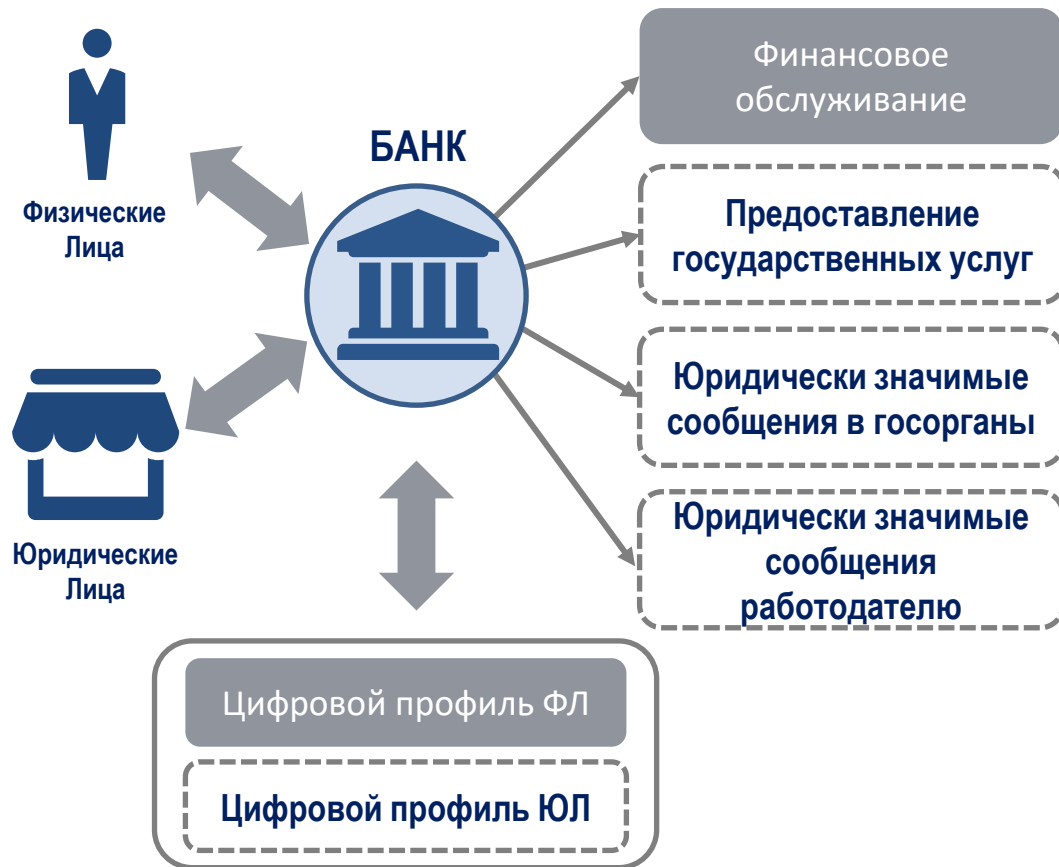 Физические
Лица
Юридические
Лица
БАНК
Финансовое
обслуживание
Предоставление
государственных услуг
Юридически значимые
сообщения в госорганы
Юридически значимые
сообщения
работодателю
Цифровой профиль ФЛ
Цифровой профиль ЮЛ